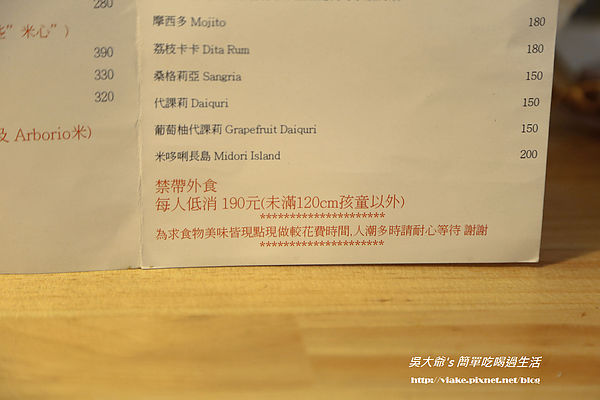 280
些”米心”)
390
330
320
及 Arborio米)
摩西多 Mojito 180
荔枝卡卡 Dita Rum 180
桑格莉亞 Sangria 150
代課莉 Daiquri 150
葡萄柚代課莉 Grapefruit Daiquri 150
米哆唎長島 Midori Island 200
禁帶外食
每人低消 190元(未滿120cm孩童以外)
*********************
為求食物美味皆現點現做較花費時間,人潮多時請耐心等待 謝謝
*********************
吳大爺's 簡單吃喝過生活
http://viake.pixnet.net/blog